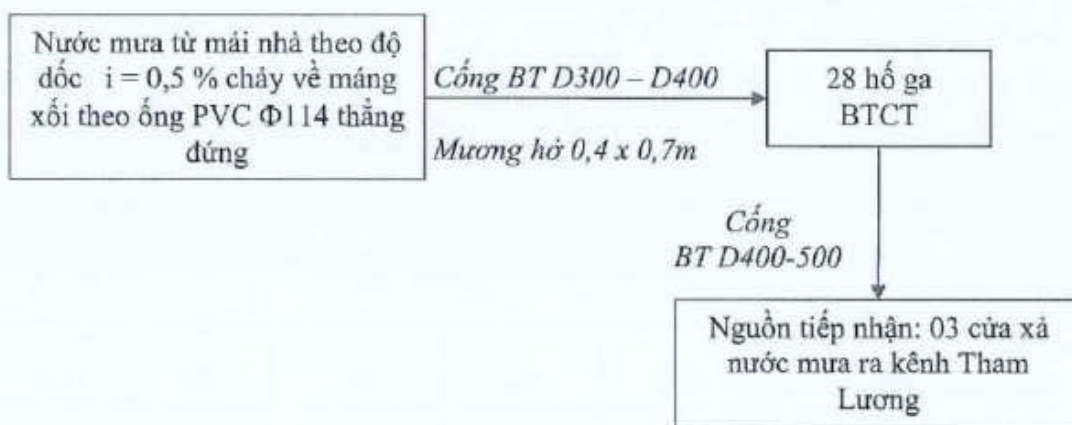 Nước mưa từ mái nhà theo độ
dốc i = 0,5 % chảy về máng
xối theo ống PVC Φ114 thẳng
đứng
Cống BT D300 – D400
Mương hở 0,4 x 0,7m
28 hố ga
BTCT
Cống
BT D400-500
Nguồn tiếp nhận: 03 cửa xả
nước mưa ra kênh Tham
Lương